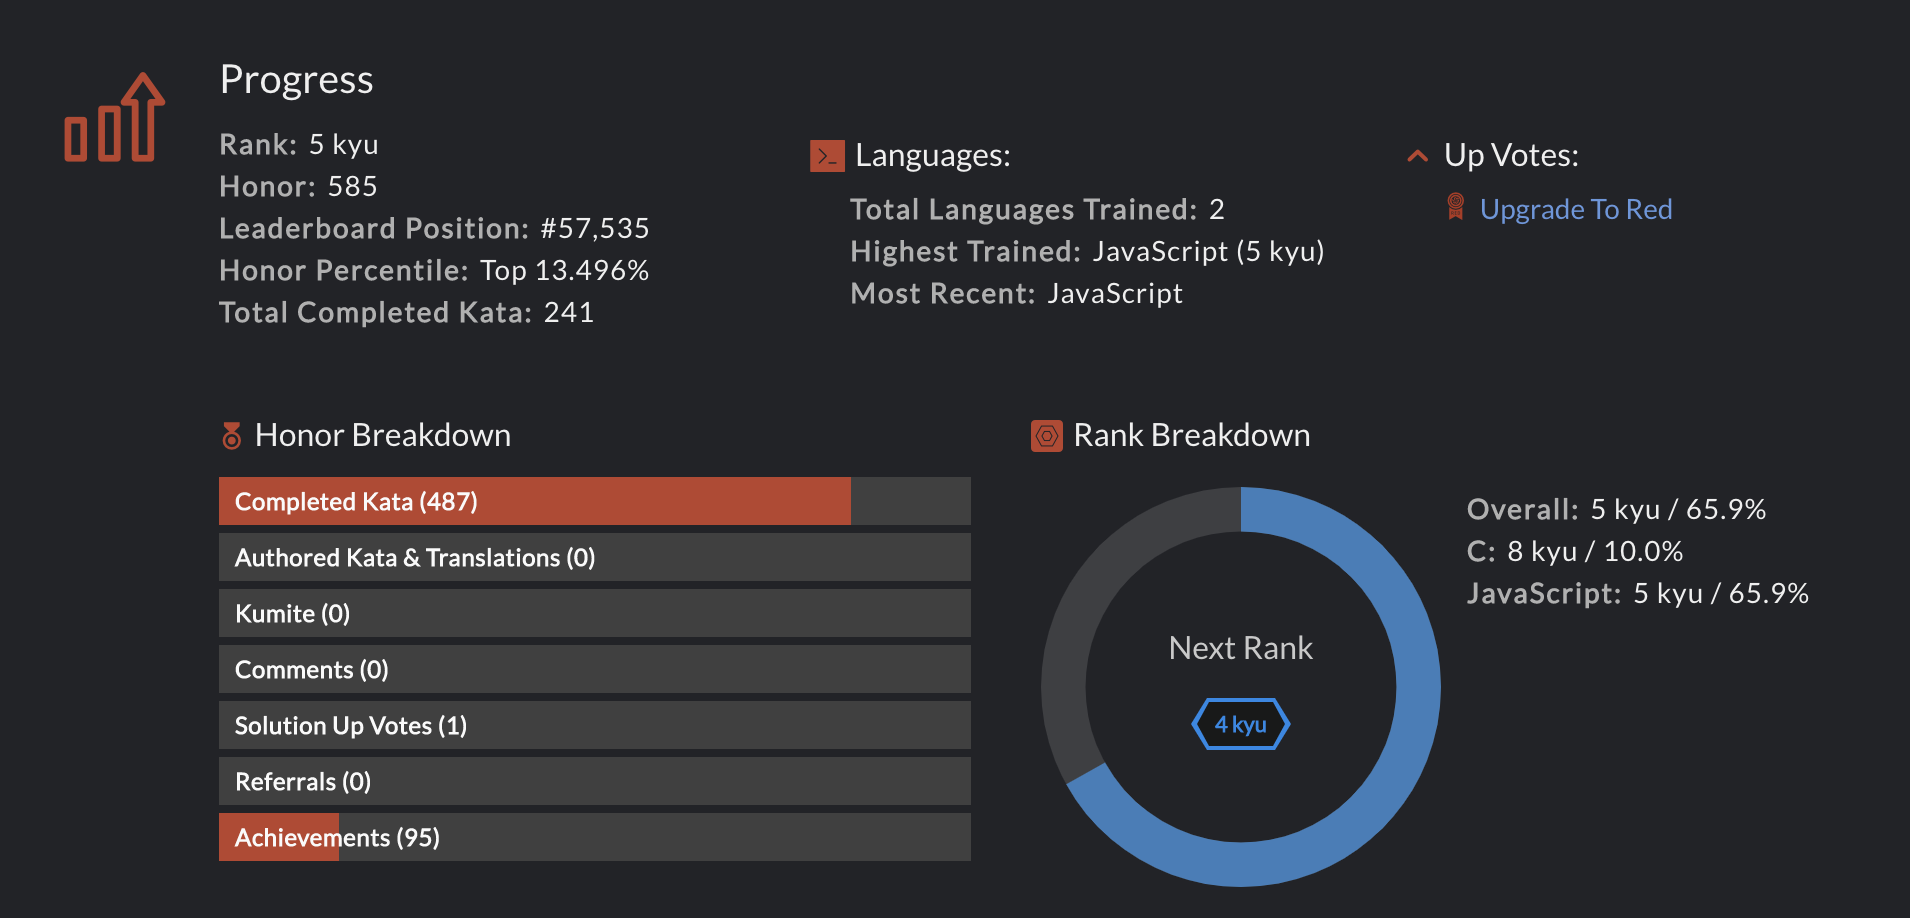 Progress
Rank: 5 kyu
Honor: 585
Leaderboard Position: #57,535
Honor Percentile: Top 13.496%
Total Completed Kata: 241
Languages:
Total Languages Trained: 2
Highest Trained: JavaScript (5 kyu)
Most Recent: JavaScript
Up Votes:
Upgrade To Red
Honor Breakdown
Completed Kata (487)
Authored Kata & Translations (0)
Kumite (0)
Comments (0)
Solution Up Votes (1)
Referrals (0)
Achievements (95)
Rank Breakdown
Next Rank
4 kyu
Overall: 5 kyu / 65.9%
C: 8 kyu / 10.0%
JavaScript: 5 kyu / 65.9%